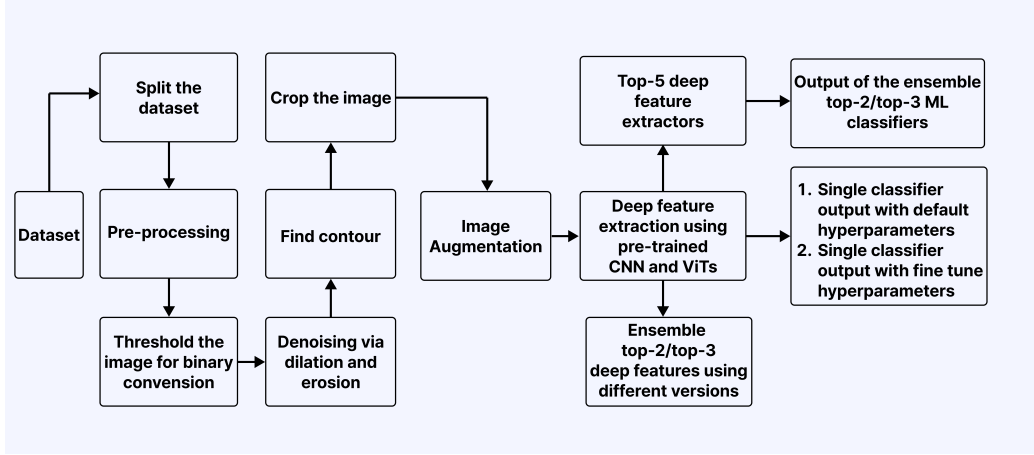 Dataset
Split the
dataset
Pre-processing
Threshold the
image for binary
convension
Denoising via
dilation and
erosion
Find contour
Crop the image
Image
Augmentation
Deep feature
extraction using
pre-trained
CNN and ViTs
Top-5 deep
feature
extractors
Output of the ensemble
top-2/top-3 ML
classifiers
1. Single classifier
output with default
hyperparameters
2. Single classifier
output with fine tune
hyperparameters
Ensemble
top-2/top-3
deep features using
different versions